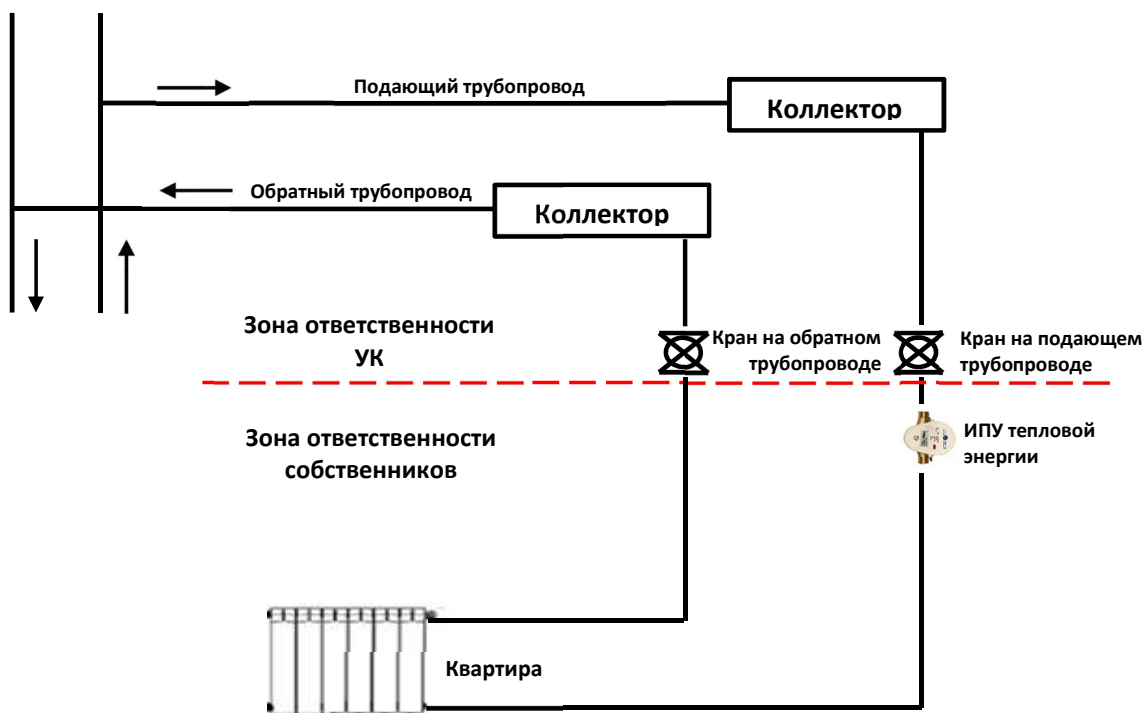 Подающий трубопровод
Коллектор
Обратный трубопровод
Коллектор
Зона ответственности
УК
Кран на обратном
трубопроводе
Кран на подающем
трубопроводе
Зона ответственности
собственников
ИПУ тепловой
энергии
Квартира